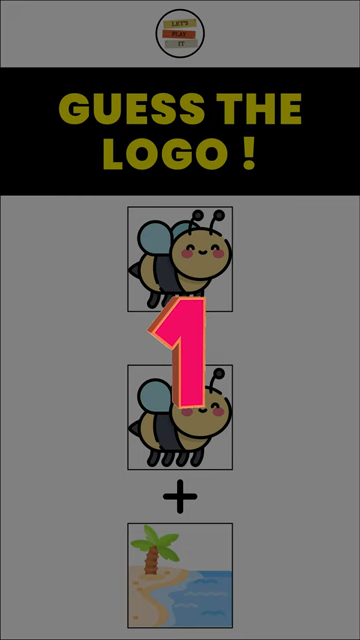 LET'S
PLAY
IT
GUESS THE
LOGO !
1
+